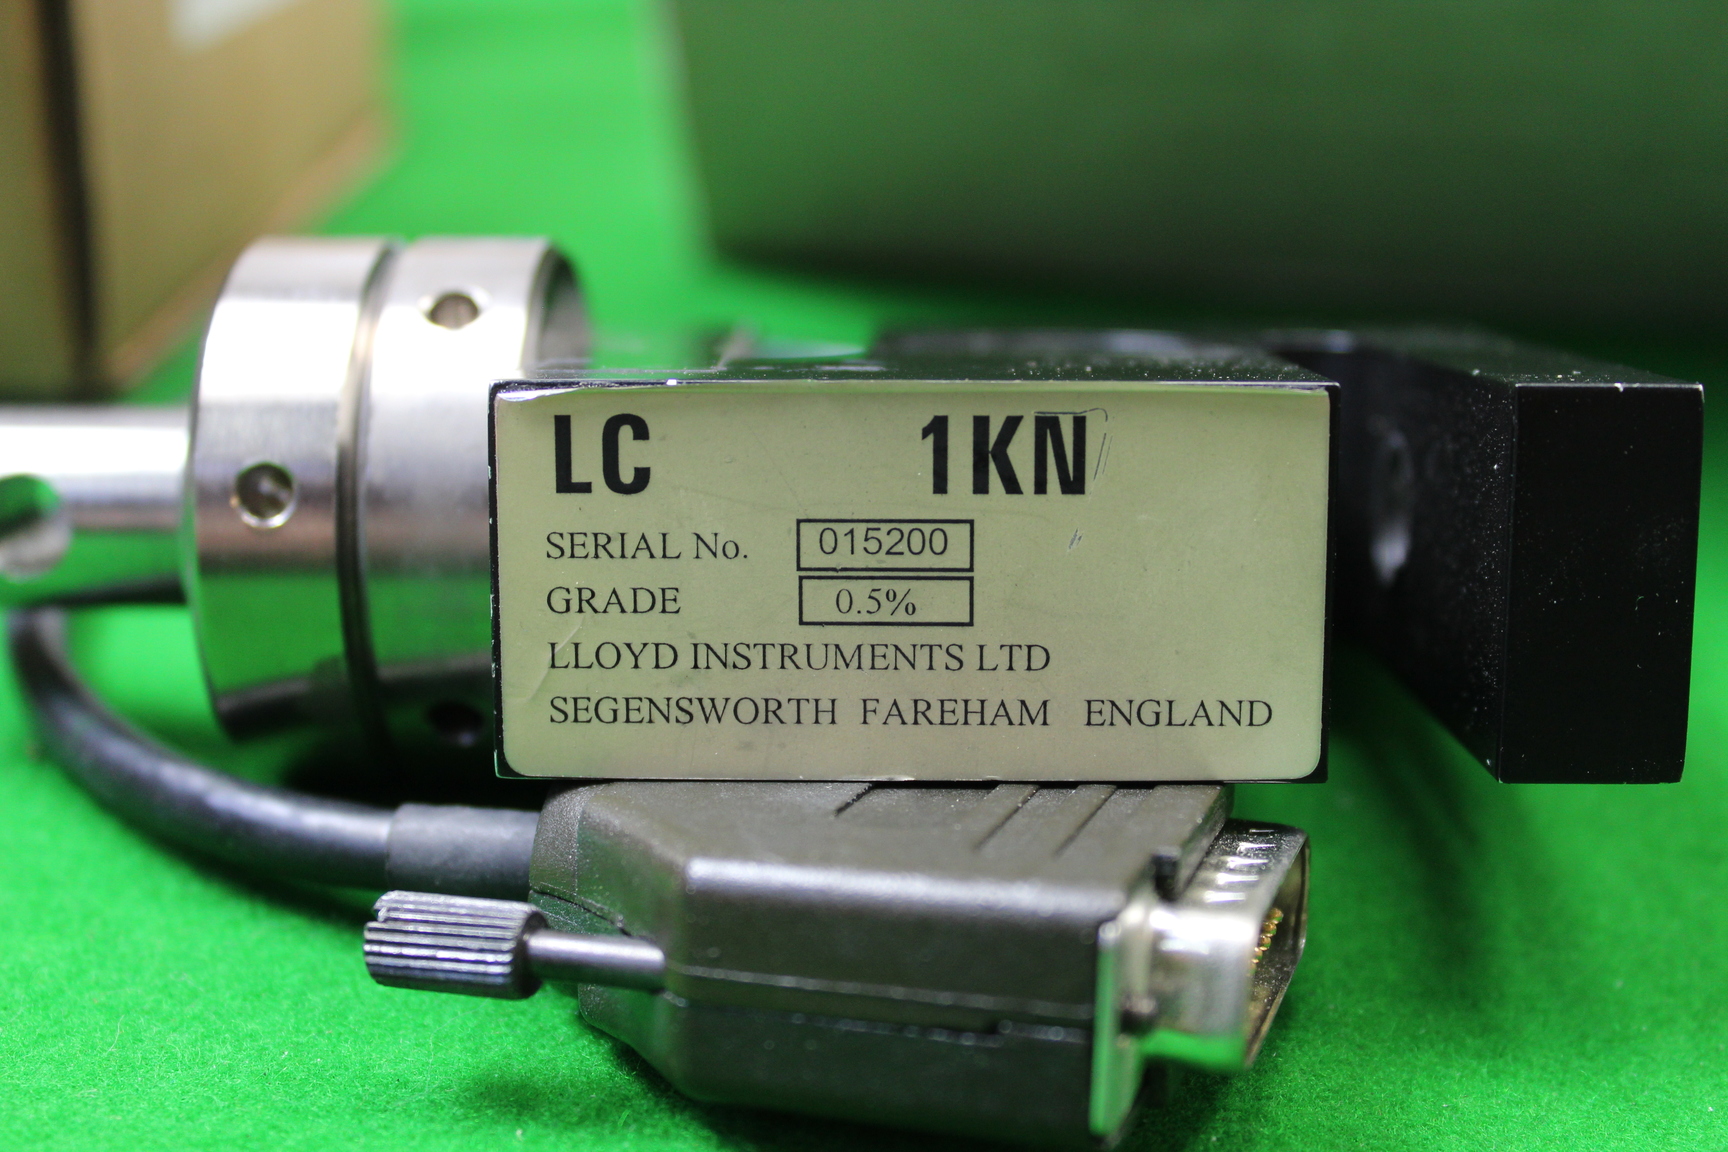 LC 1KN
SERIAL No. 015200
GRADE 0.5%
LLOYD INSTRUMENTS LTD
SEGENSWORTH FAREHAM ENGLAND